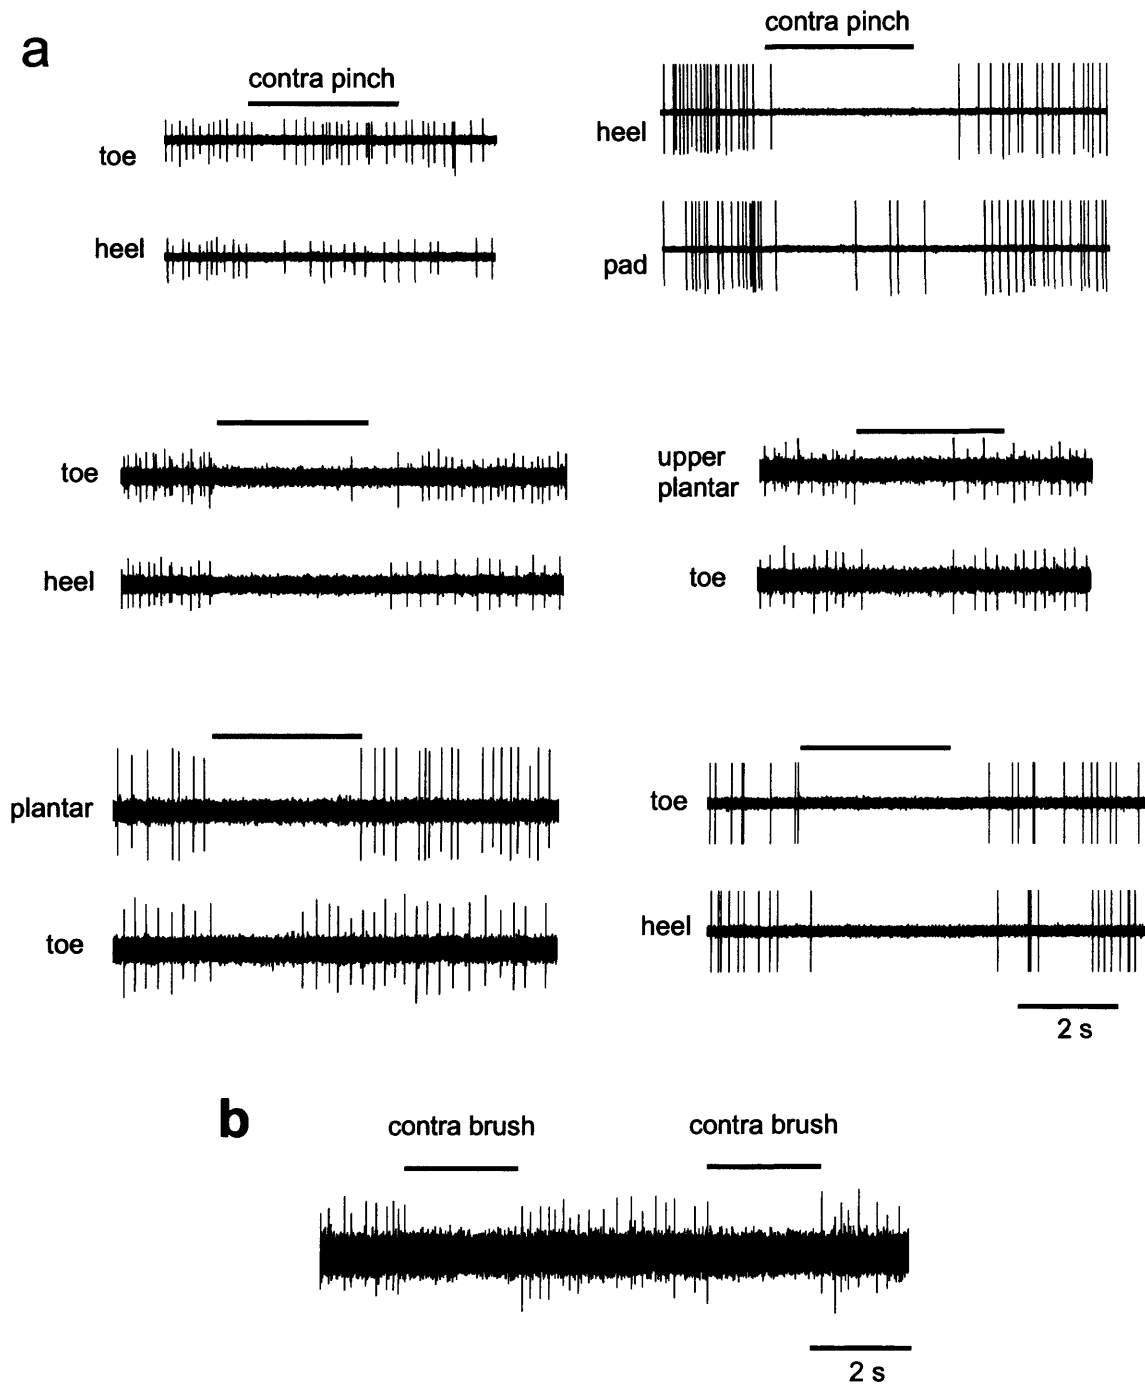 a
contra pinch
toe
heel
contra pinch
heel
pad
toe
heel
upper
plantar
toe
plantar
toe
toe
heel
2 s
b
contra brush
contra brush
2 s